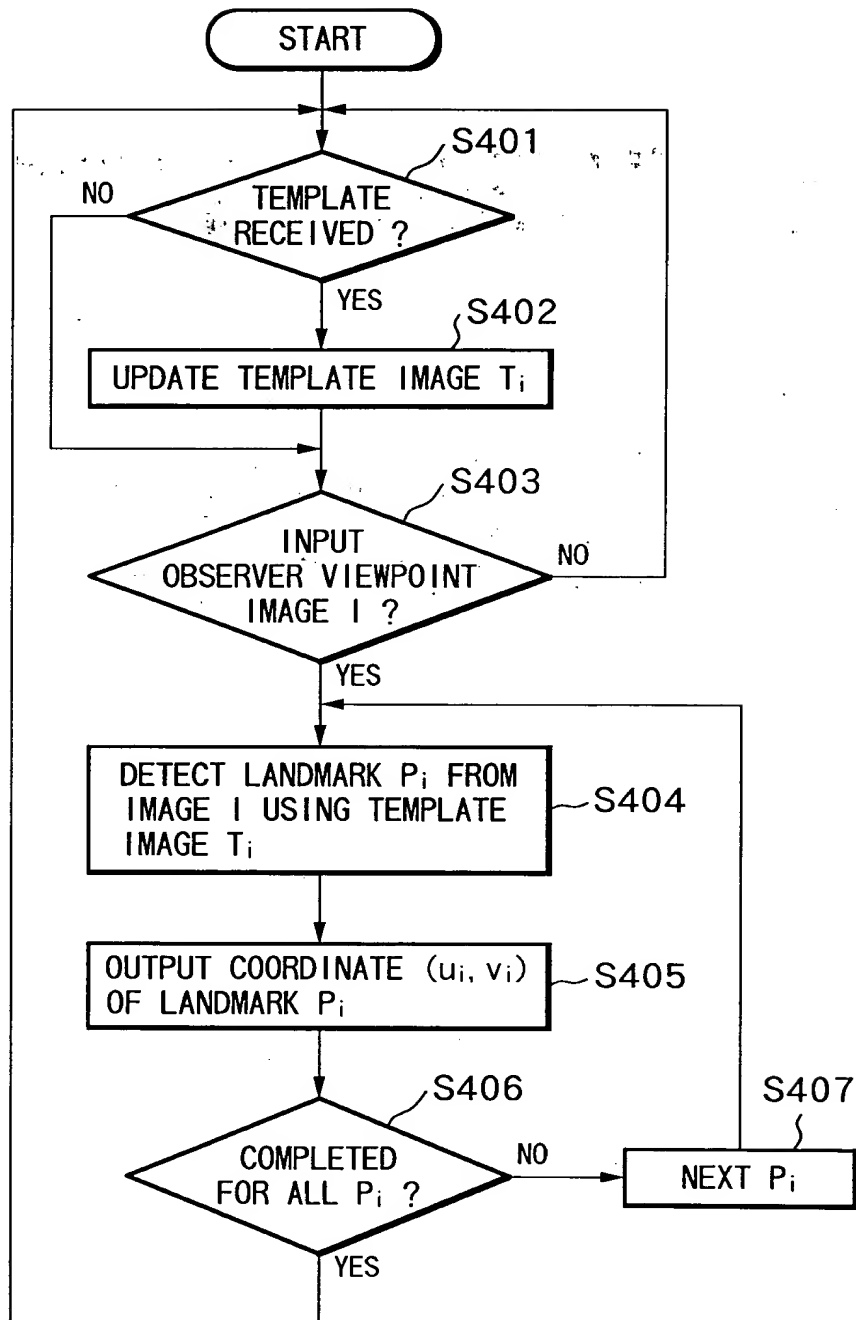 START
S401
NO
TEMPLATE
RECEIVED ?
YES
S402
UPDATE TEMPLATE IMAGE Ti
S403
INPUT
OBSERVER VIEWPOINT
IMAGE I ?
NO
YES
DETECT LANDMARK Pi FROM
IMAGE I USING TEMPLATE
IMAGE Ti
S404
OUTPUT COORDINATE (ui, vi)
OF LANDMARK Pi
S405
S406
S407
COMPLETED
FOR ALL Pi ?
NO
NEXT Pi
YES